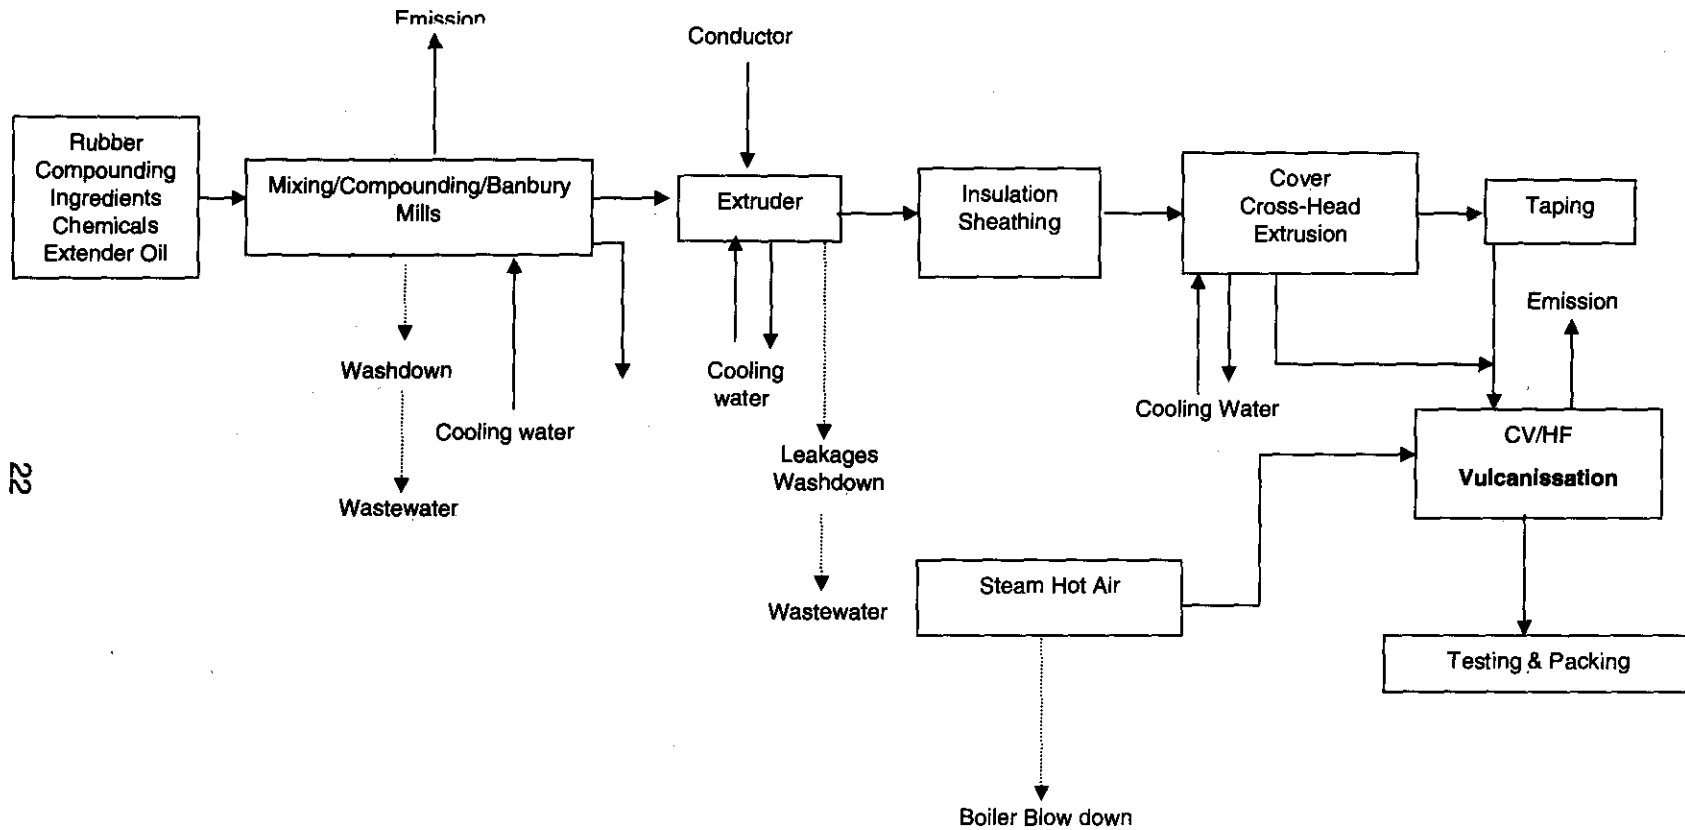 Emission
Conductor
Rubber
Compounding
Ingredients
Chemicals
Extender Oil
Mixing/Compounding/Banbury
Mills
Extruder
Insulation
Sheathing
Cover
Cross-Head
Extrusion
Taping
Emission
Washdown
Cooling water
Wastewater
Cooling
water
Leakages
Washdown
Wastewater
Cooling Water
CV/HF
Vulcanissation
Steam Hot Air
Testing & Packing
Boiler Blow down
22